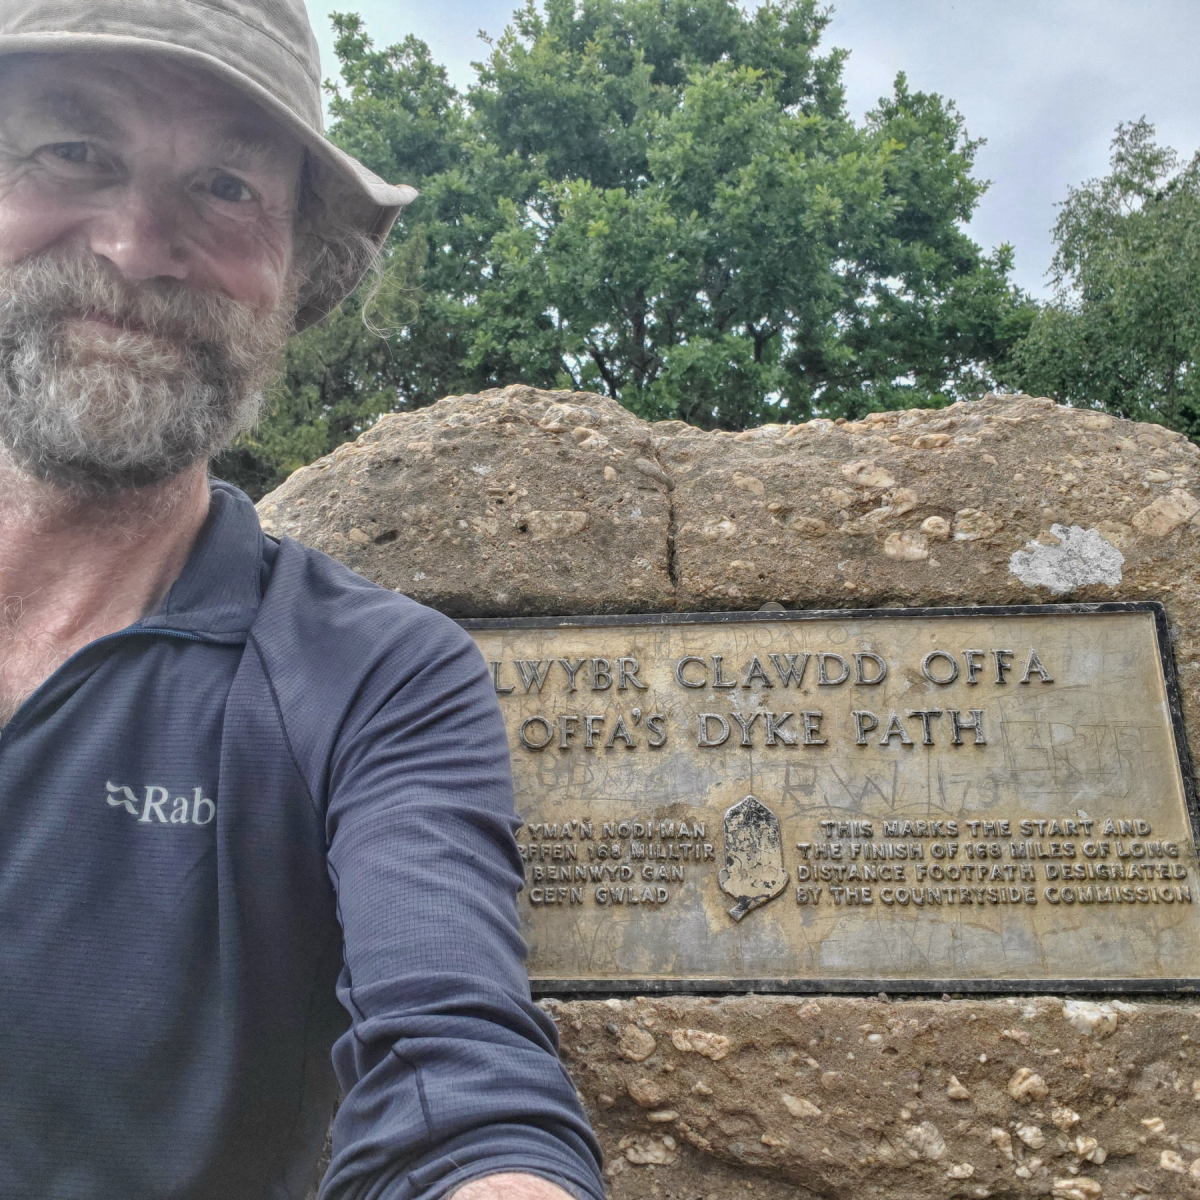 Rab
LWYBR CLAWDD OFFA
OFFA'S DYKE PATH
YMA'N NODI MAN
FFEN 168 MILLTIR
BENNWYD GAN
CEFN GWLAD
THIS MARKS THE START AND
THE FINISH OF 168 MILES OF LONG
DISTANCE FOOTPATH DESIGNATED
BY THE COUNTRYSIDE COMMISSION